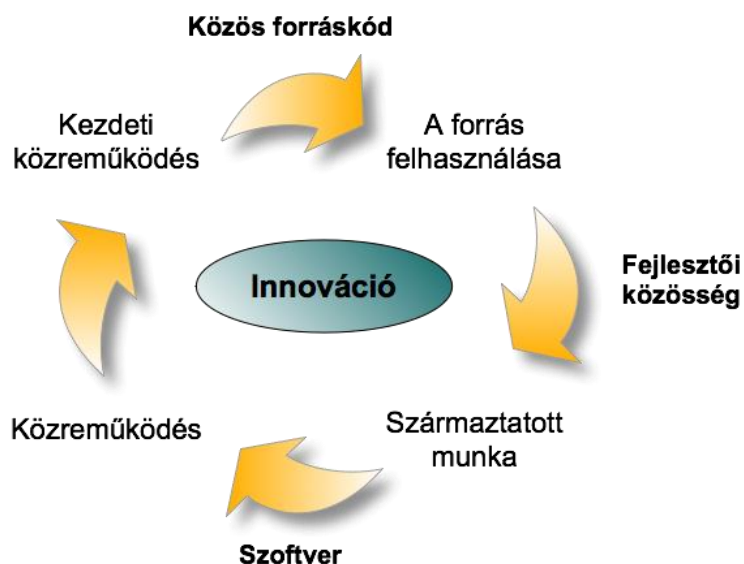 Közös forráskód
Kezdeti
közreműködés
A forrás
felhasználása
Innováció
Fejlesztői
közösség
Közreműködés
Származtatott
munka
Szoftver